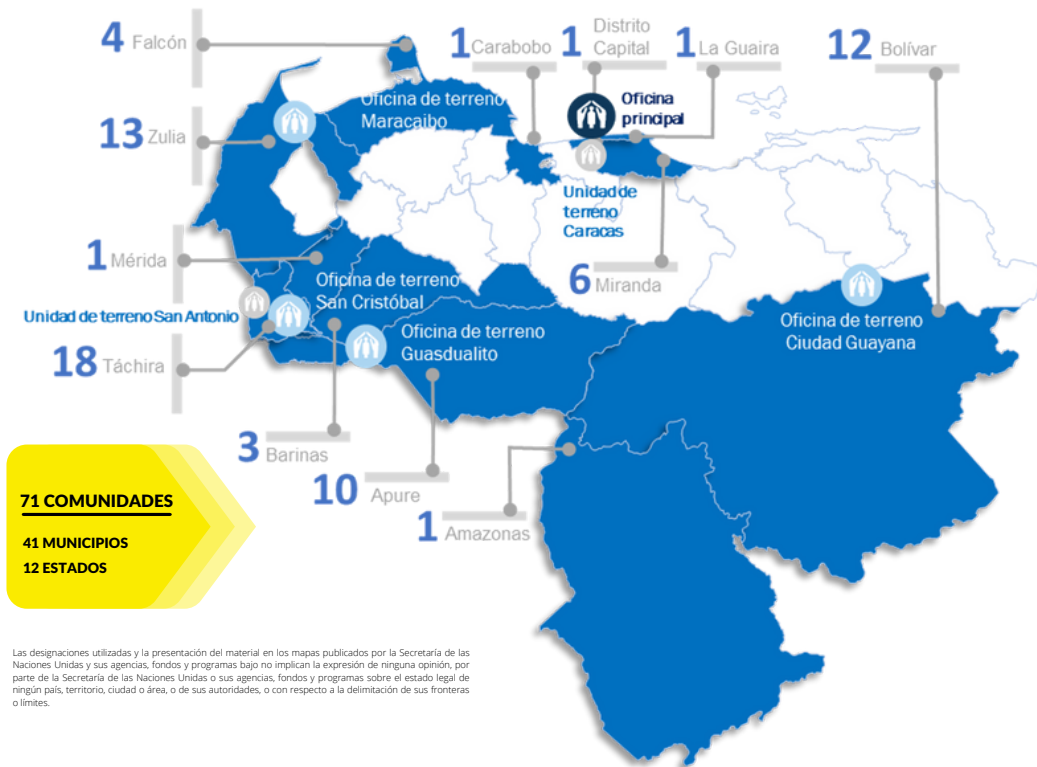 4 Falcón
1 Carabobo
1 Distrito
Capital
1 La Guaira
12 Bolívar
Oficina de terreno
Maracaibo
Oficina
principal
13 Zulia
Unidad de
terreno
Caracas
1 Mérida
6 Miranda
Oficina de terreno
San Cristóbal
Unidad de terreno San Antonio
Oficina de terreno
Guasdualito
Oficina de terreno
Ciudad Guayana
18 Táchira
3 Barinas
10 Apure
1 Amazonas
71 COMUNIDADES
41 MUNICIPIOS
12 ESTADOS
Las designaciones utilizadas y la presentación del material en los mapas publicados por la Secretaría de las
Naciones Unidas y sus agencias, fondos y programas bajo no implican la expresión de ninguna opinión, por
parte de la Secretaría de las Naciones Unidas o sus agencias, fondos y programas sobre el estado legal de
ningún país, territorio, ciudad o área, o de sus autoridades, o con respecto a la delimitación de sus fronteras
o límites.